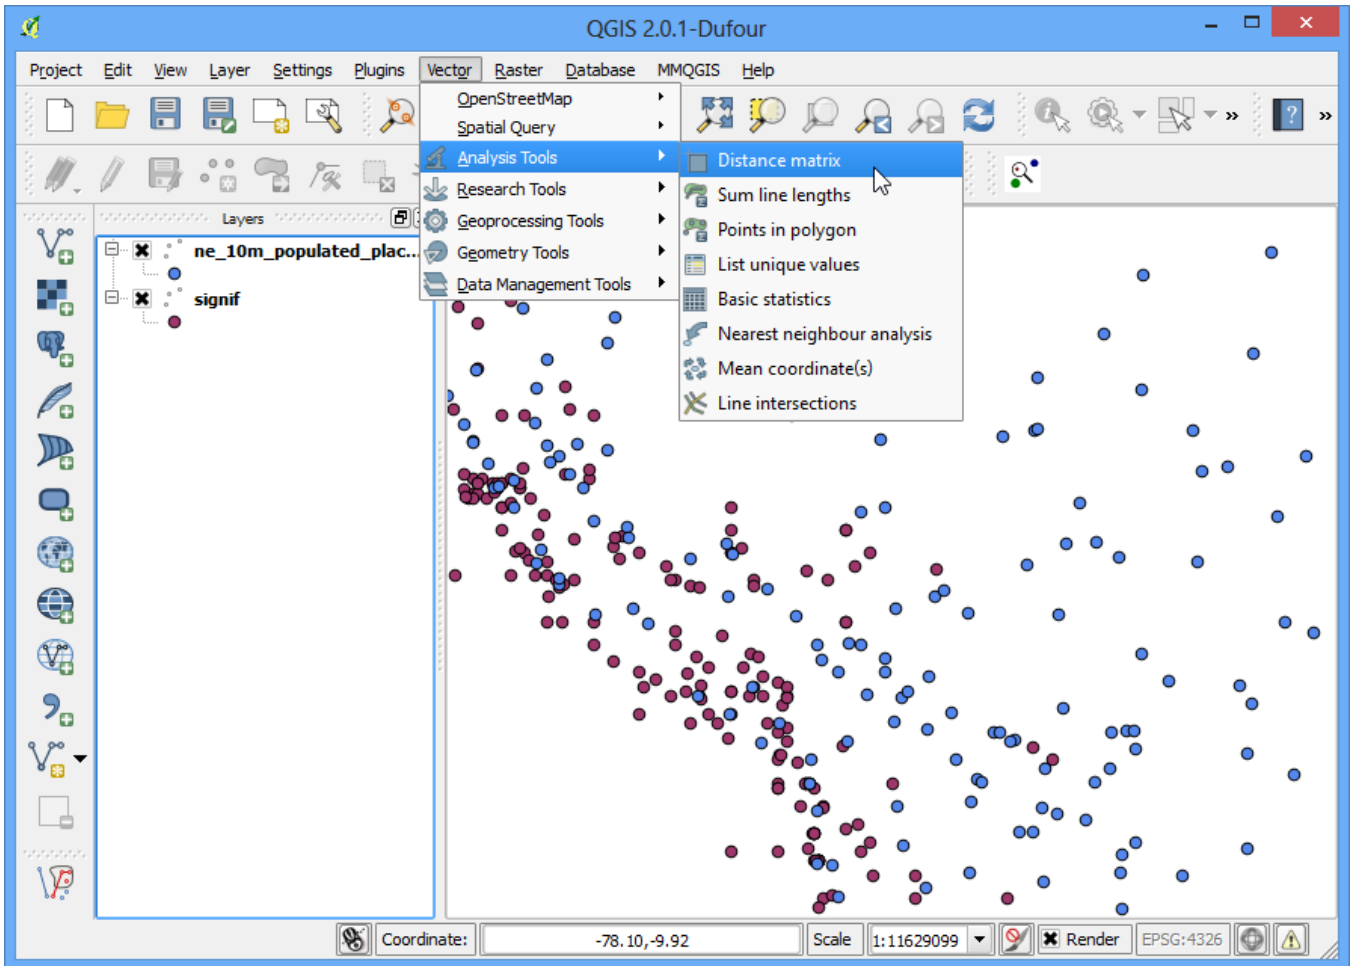 QGIS 2.0.1-Dufour
Project Edit View Layer Settings Plugins Vector Raster Database MMQGIS Help
OpenStreetMap
Spatial Query
Analysis Tools
Research Tools
Geoprocessing Tools
Geometry Tools
Data Management Tools
Distance matrix
Sum line lengths
Points in polygon
List unique values
Basic statistics
Nearest neighbour analysis
Mean coordinate(s)
Line intersections
Layers
ne_10m_populated_plac...
signif
Coordinate: -78.10,-9.92 Scale 1:11629099 Render EPSG:4326